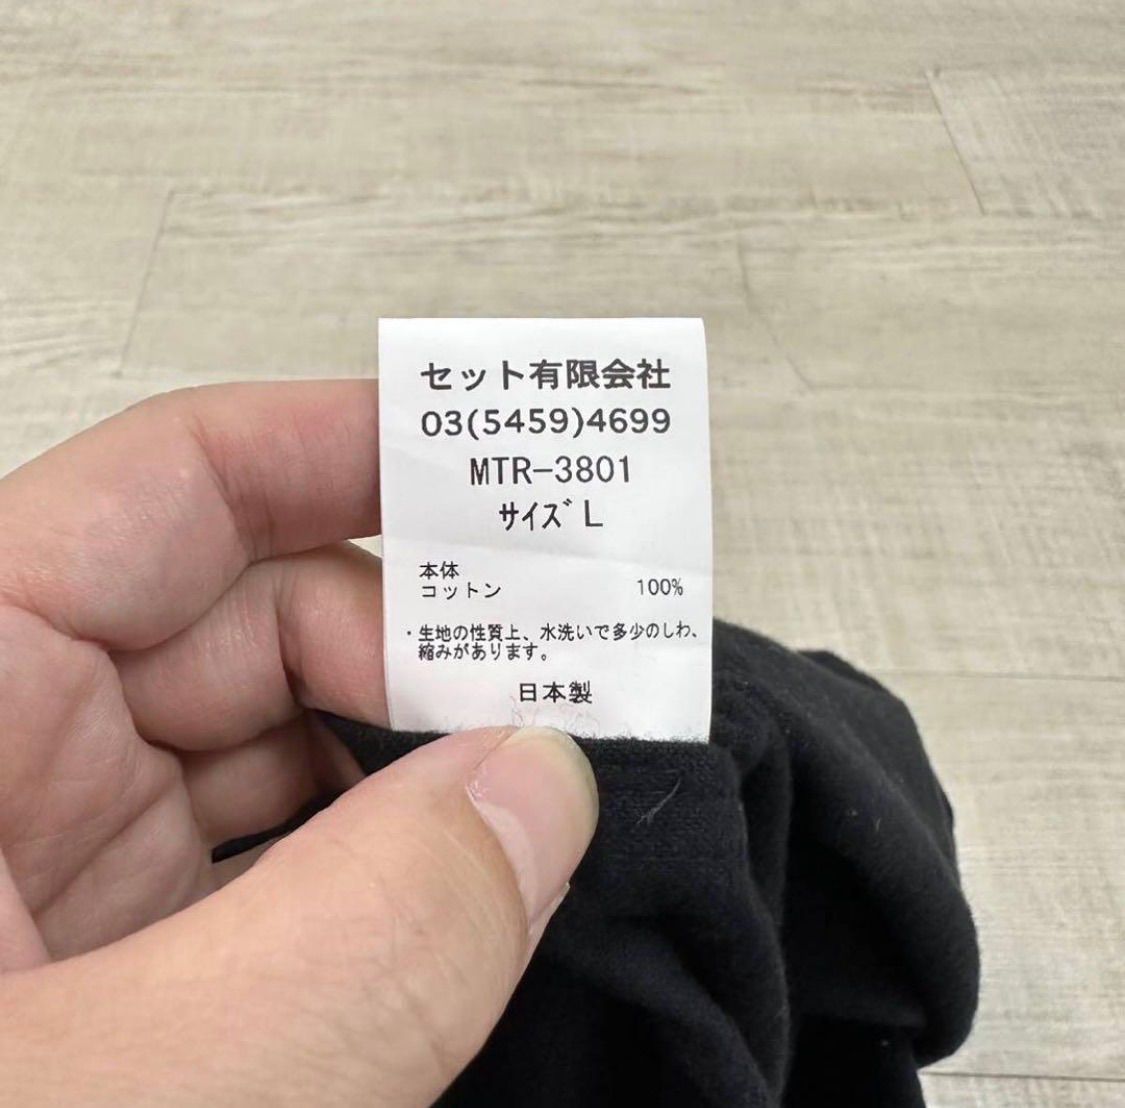 セット有限会社
03(5459)4699
MTR-3801
サイズ L
本体
コットン 100%
・生地の性質上、水洗いで多少のしわ、
縮みがあります。
日本製